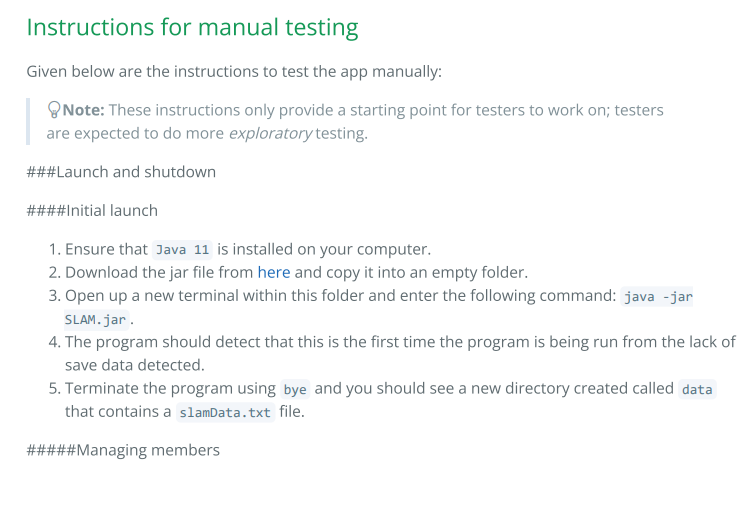 Instructions for manual testing
Given below are the instructions to test the app manually:
Note: These instructions only provide a starting point for testers to work on; testers
are expected to do more exploratory testing.
###Launch and shutdown
####Initial launch
1. Ensure that Java 11 is installed on your computer.
2. Download the jar file from here and copy it into an empty folder.
3. Open up a new terminal within this folder and enter the following command: java -jar
SLAM.jar.
4. The program should detect that this is the first time the program is being run from the lack of
save data detected.
5. Terminate the program using bye and you should see a new directory created called data
that contains a slamData.txt file.
#####Managing members